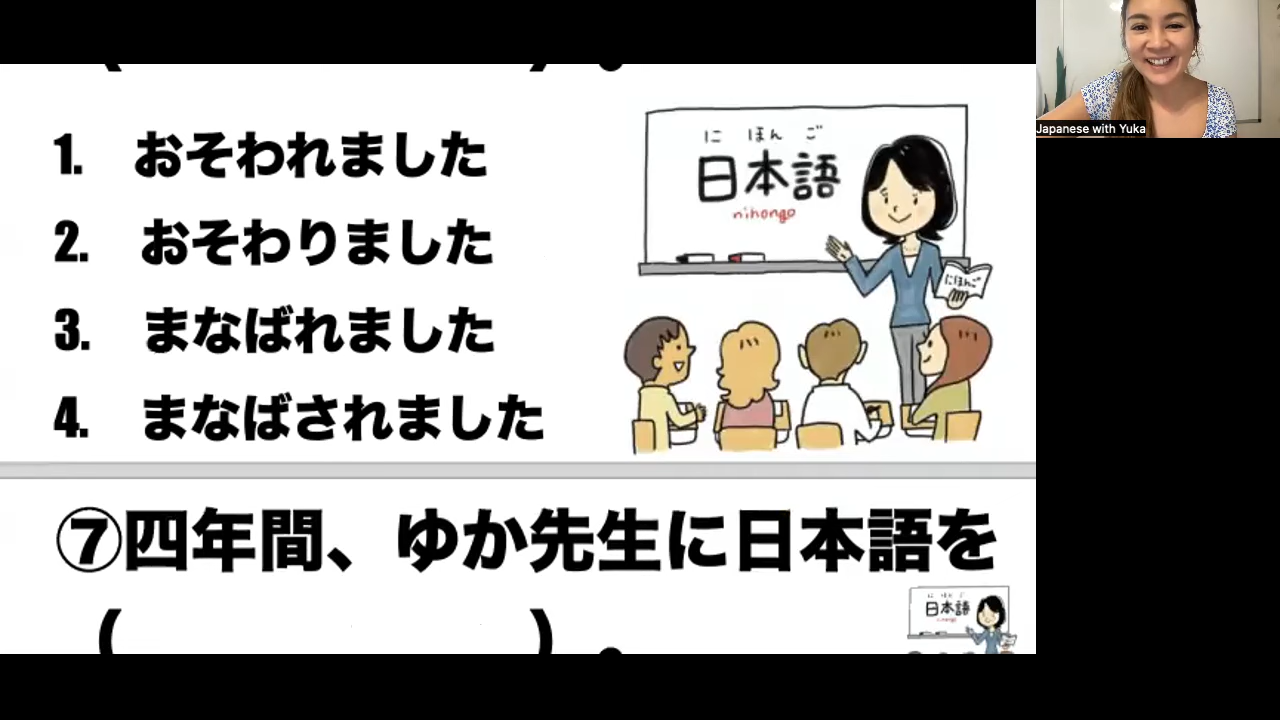 1. おそわれました
2. おそわりました
3. まなばれました
4. まなばされました
に ほん ご
日本語
nihongo
にほんご
⑦四年間、ゆか先生に日本語を
( )。
日本語
Japanese with Yuka